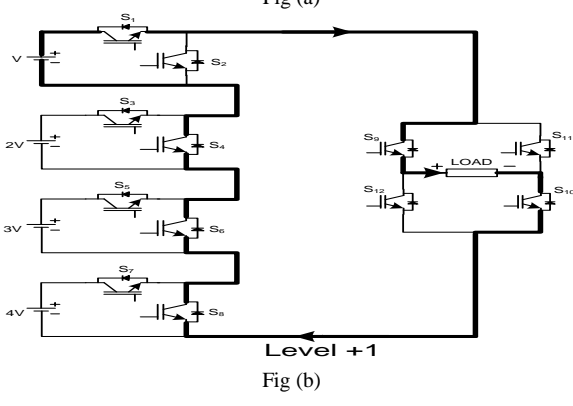 Fig (a)
S1
V
+
−
S2
S3
2V
+
−
S4
S9
S11
+
LOAD
−
S12
S10
S5
3V
+
−
S6
S7
4V
+
−
S8
Level +1
Fig (b)